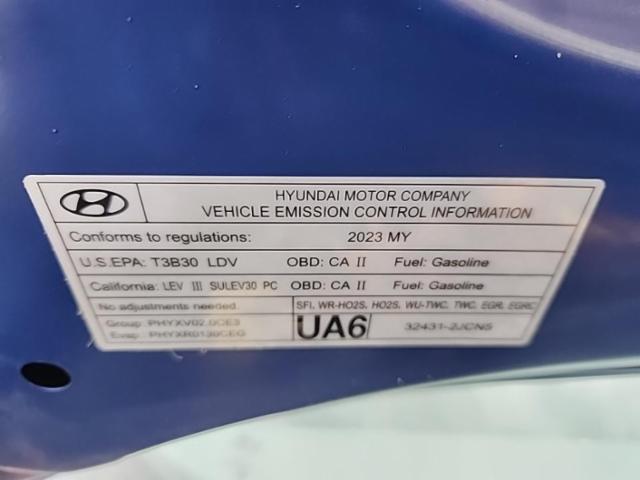 HYUNDAI MOTOR COMPANY
VEHICLE EMISSION CONTROL INFORMATION
Conforms to regulations: 2023 MY
U.S.EPA: T3B30 LDV OBD: CA II Fuel: Gasoline
California: LEV III SULEV30 PC OBD: CA II Fuel: Gasoline
No adjustments needed. SFI, WR-HO2S, HO2S, WU-TWC, TWC, EGR, EGRC
Group: PHYXV02.0CE3 UA6 32431-2JCN5
Evap: PHYXR0130CEG